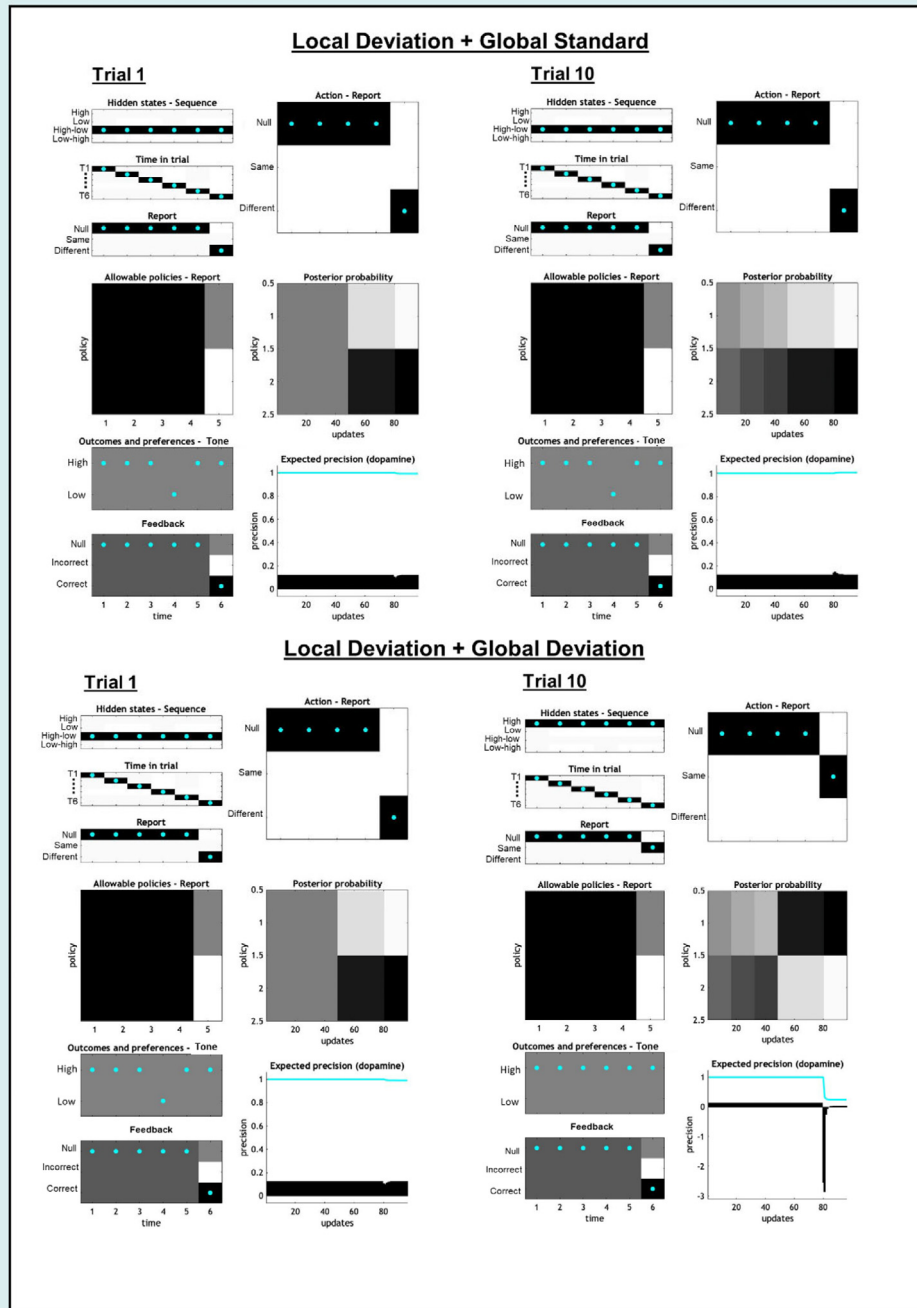 Local Deviation + Global Standard
Trial 1
Hidden states - Sequence
High
Low
High-low
Low-high
Time in trial
T1
T6
Report
Null
Same
Different
Action - Report
Null
Same
Different
Allowable policies - Report
policy
1 2 3 4 5
Posterior probability
0.5
1
1.5
2
2.5
policy
20 40 60 80
updates
Outcomes and preferences - Tone
High
Low
Feedback
Null
Incorrect
Correct
1 2 3 4 5 6
time
Expected precision (dopamine)
1
0.8
0.6
0.4
0.2
0
precision
20 40 60 80
updates
Trial 10
Hidden states - Sequence
High
Low
High-low
Low-high
Time in trial
T1
T6
Report
Null
Same
Different
Action - Report
Null
Same
Different
Allowable policies - Report
policy
1 2 3 4 5
Posterior probability
0.5
1
1.5
2
2.5
policy
20 40 60 80
updates
Outcomes and preferences - Tone
High
Low
Feedback
Null
Incorrect
Correct
1 2 3 4 5 6
time
Expected precision (dopamine)
1
0.8
0.6
0.4
0.2
0
precision
20 40 60 80
updates
Local Deviation + Global Deviation
Trial 1
Hidden states - Sequence
High
Low
High-low
Low-high
Time in trial
T1
T6
Report
Null
Same
Different
Action - Report
Null
Same
Different
Allowable policies - Report
policy
1 2 3 4 5
Posterior probability
0.5
1
1.5
2
2.5
policy
20 40 60 80
updates
Outcomes and preferences - Tone
High
Low
Feedback
Null
Incorrect
Correct
1 2 3 4 5 6
time
Expected precision (dopamine)
1
0.8
0.6
0.4
0.2
0
precision
20 40 60 80
updates
Trial 10
Hidden states - Sequence
High
Low
High-low
Low-high
Time in trial
T1
T6
Report
Null
Same
Different
Action - Report
Null
Same
Different
Allowable policies - Report
policy
1 2 3 4 5
Posterior probability
0.5
1
1.5
2
2.5
policy
20 40 60 80
updates
Outcomes and preferences - Tone
High
Low
Feedback
Null
Incorrect
Correct
1 2 3 4 5 6
time
Expected precision (dopamine)
1
0
-1
-2
-3
precision
20 40 60 80
updates